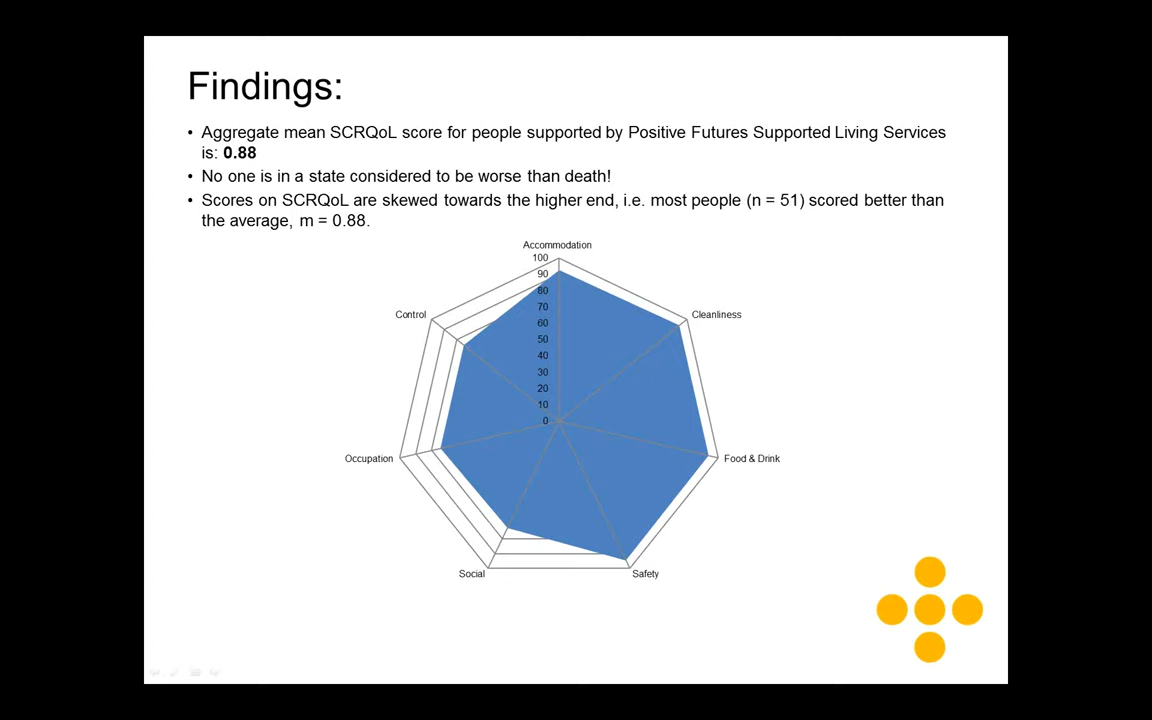 Findings:
• Aggregate mean SCRQoL score for people supported by Positive Futures Supported Living Services
is: 0.88
• No one is in a state considered to be worse than death!
• Scores on SCRQoL are skewed towards the higher end, i.e. most people (n = 51) scored better than
the average, m = 0.88.
Accommodation
100
90
80
70
60
50
40
30
20
10
0
Control
Cleanliness
Occupation
Food & Drink
Social
Safety